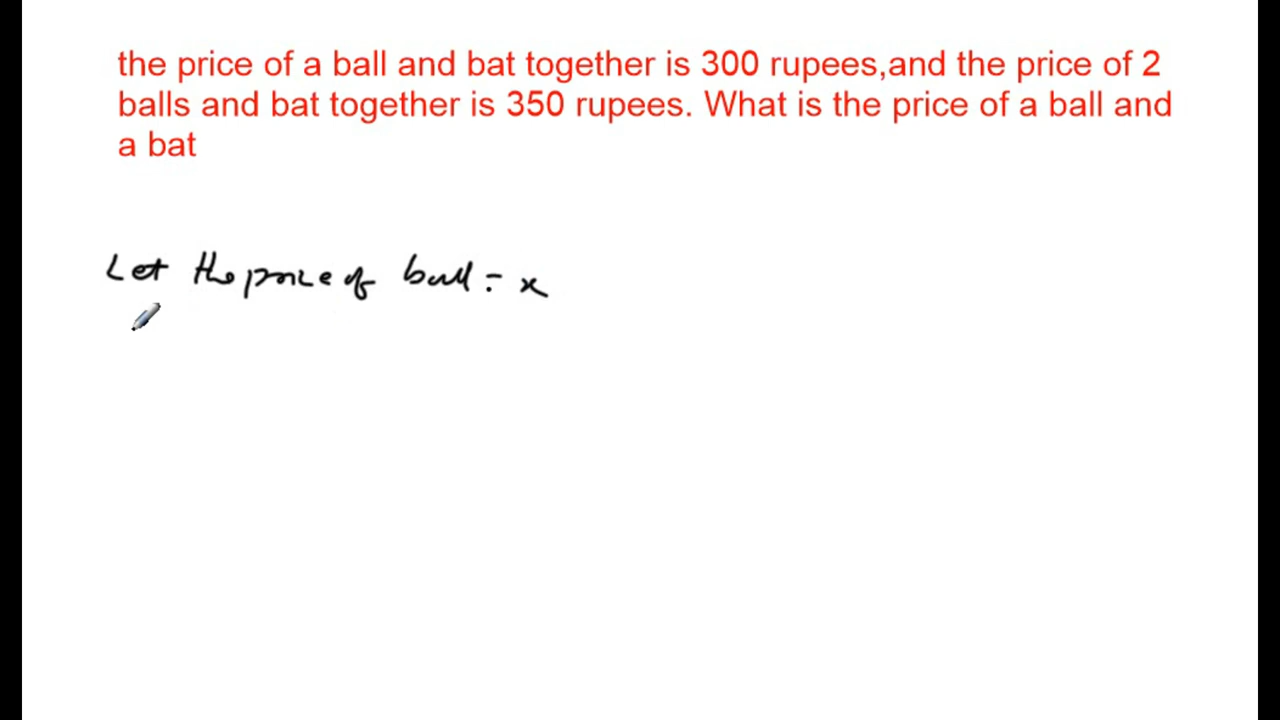 the price of a ball and bat together is 300 rupees,and the price of 2
balls and bat together is 350 rupees. What is the price of a ball and
a bat
Let the price of ball = x